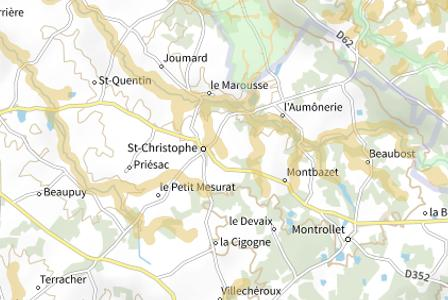 rrière
D62
Joumard
St-Quentin
le Marousse
l'Aumônerie
St-Christophe
Beaubost
Priésac
Montbazet
Beaupuy
le Petit Mesurat
la B
le Devaix
Montrollet
la Cigogne
D352
Terracher
Villechéroux